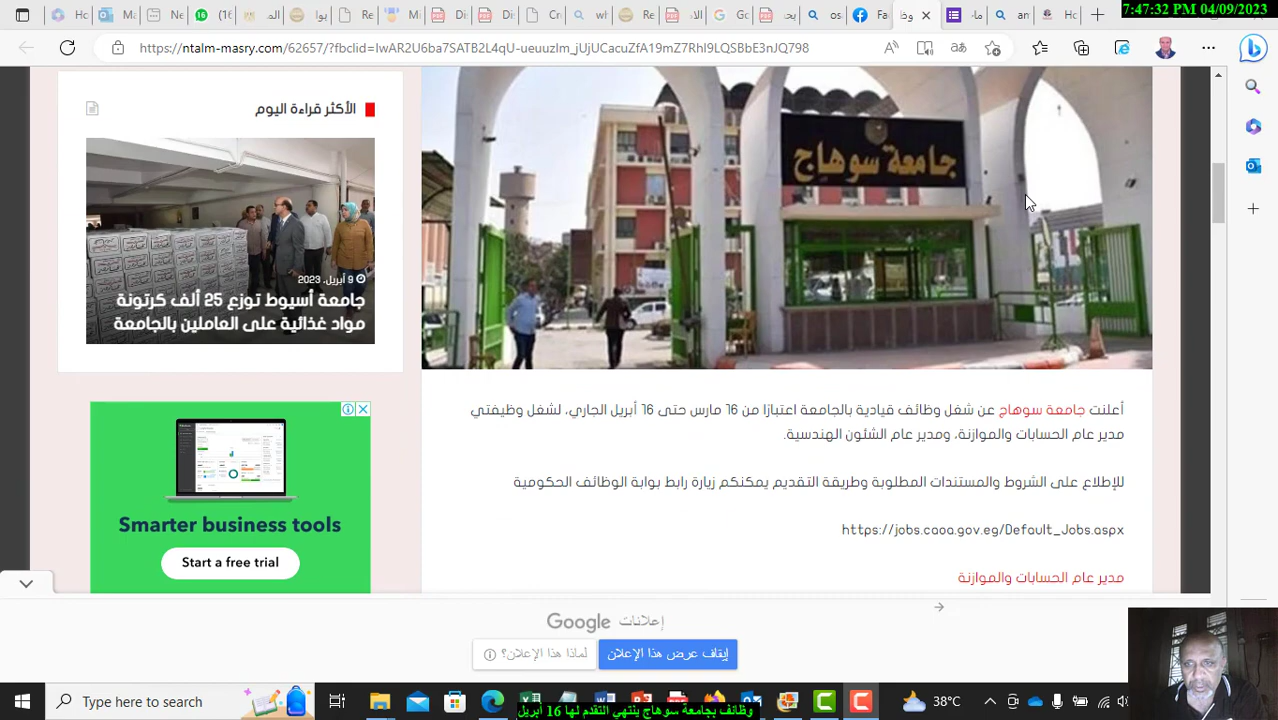 7:47:32 PM 04/09/2023
https://ntalm-masry.com/62657/?fbclid=IwAR2U6ba7SATB2L4qU-ueuuzIm_jUjUCacuZfA19mZ7RhI9LQSBbE3nJQ798
جامعة سوهاج
الأكثر قراءة اليوم
9 أبريل، 2023
جامعة أسيوط توزع 25 ألف كرتونة
مواد غذائية على العاملين بالجامعة
Smarter business tools
Start a free trial
أعلنت جامعة سوهاج عن شغل وظائف قيادية بالجامعة اعتبارًا من 16 مارس حتى 16 أبريل الجاري، لشغل وظيفتي
مدير عام الحسابات والموازنة، ومدير عام الشئون الهندسية.
للإطلاع على الشروط والمستندات المطلوبة وطريقة التقديم يمكنكم زيارة رابط بوابة الوظائف الحكومية
https://jobs.caoa.gov.eg/Default_Jobs.aspx
مدير عام الحسابات والموازنة
إعلانات Google
إيقاف عرض هذا الإعلان
لماذا هذا الإعلان؟
Type here to search
38°C
وظائف بجامعة سوهاج ينتهي التقدم لها 16 أبريل